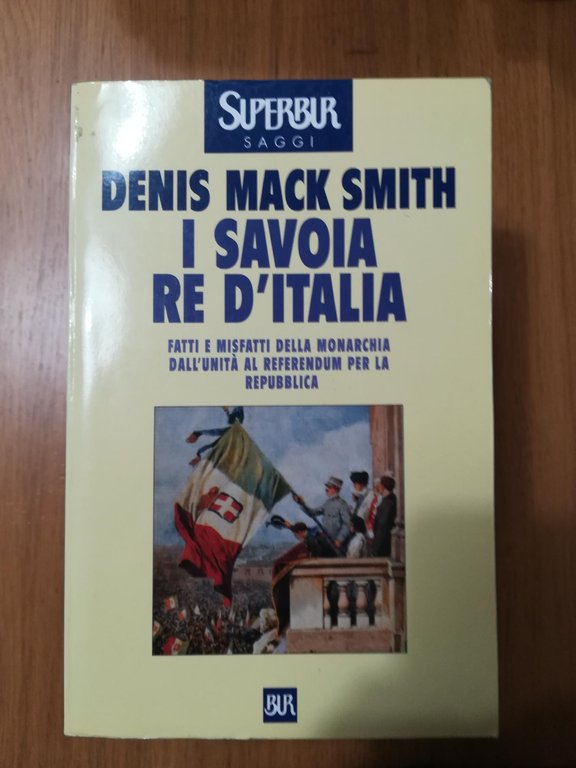 SUPERBUR
SAGGI
DENIS MACK SMITH
I SAVOIA
RE D'ITALIA
FATTI E MISFATTI DELLA MONARCHIA
DALL'UNITÀ AL REFERENDUM PER LA
REPUBBLICA
BUR